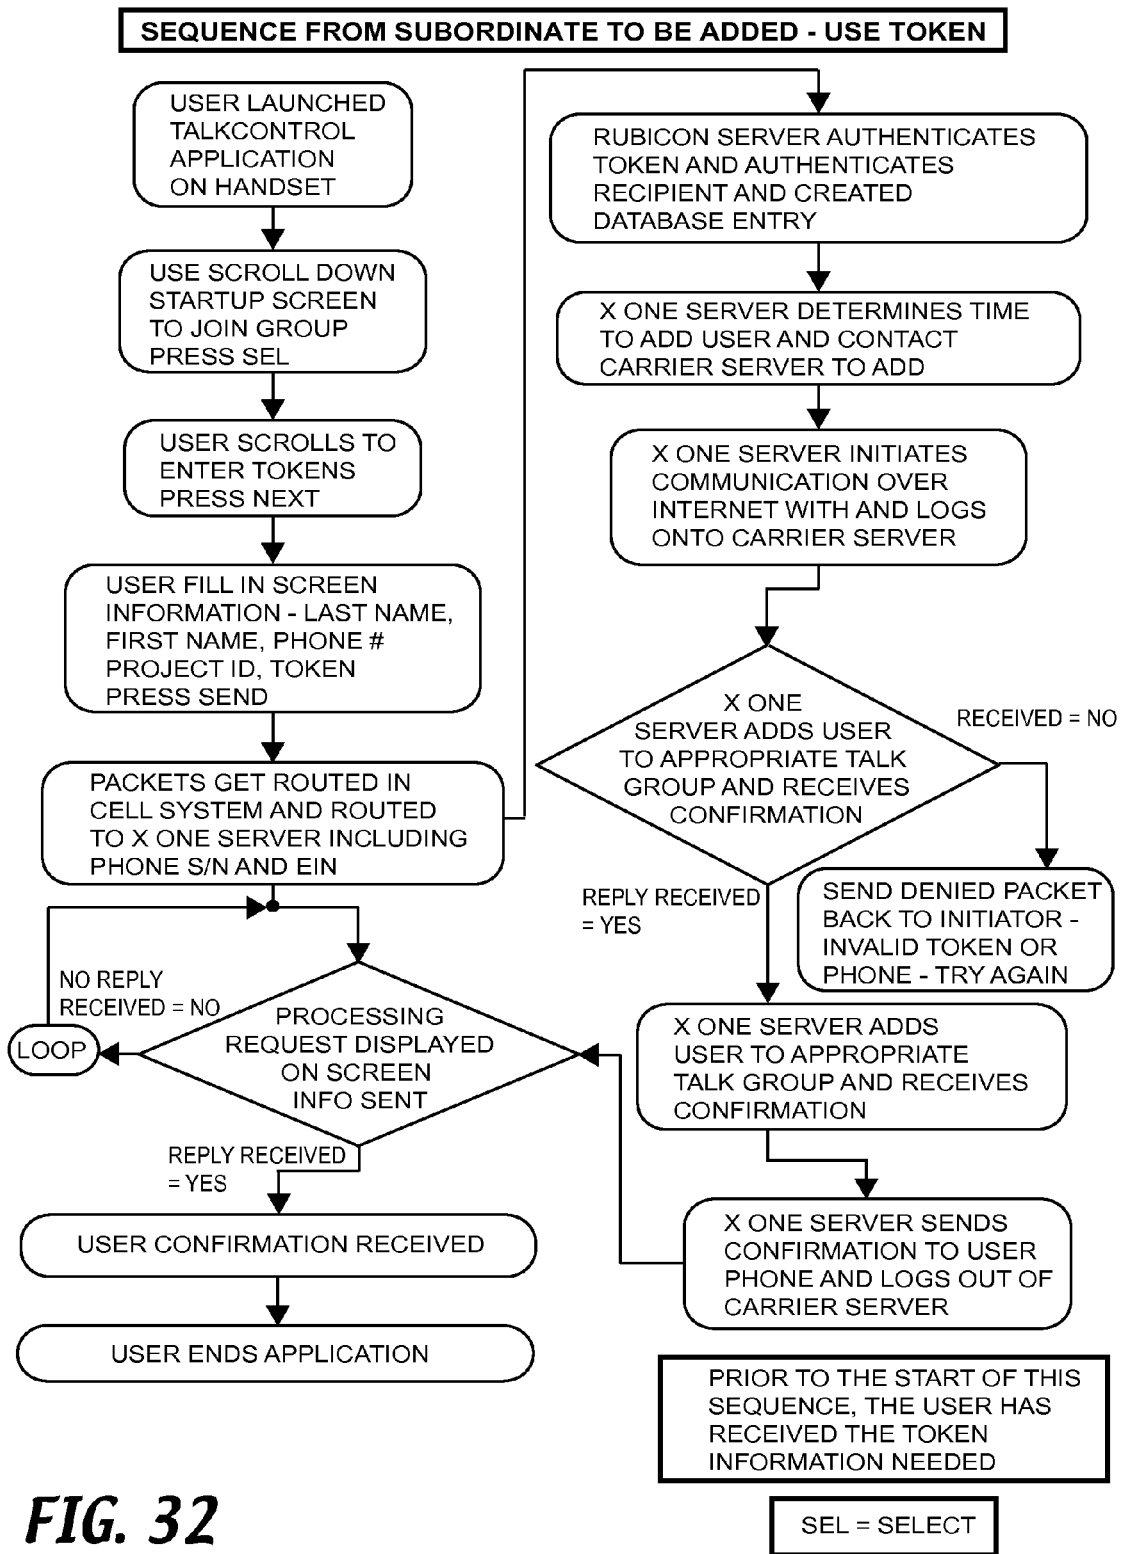 SEQUENCE FROM SUBORDINATE TO BE ADDED - USE TOKEN
USER LAUNCHED
TALKCONTROL
APPLICATION
ON HANDSET
USE SCROLL DOWN
STARTUP SCREEN
TO JOIN GROUP
PRESS SEL
USER SCROLLS TO
ENTER TOKENS
PRESS NEXT
USER FILL IN SCREEN
INFORMATION - LAST NAME,
FIRST NAME, PHONE #
PROJECT ID, TOKEN
PRESS SEND
PACKETS GET ROUTED IN
CELL SYSTEM AND ROUTED
TO X ONE SERVER INCLUDING
PHONE S/N AND EIN
NO REPLY
RECEIVED = NO
LOOP
PROCESSING
REQUEST DISPLAYED
ON SCREEN
INFO SENT
REPLY RECEIVED
= YES
USER CONFIRMATION RECEIVED
USER ENDS APPLICATION
RUBICON SERVER AUTHENTICATES
TOKEN AND AUTHENTICATES
RECIPIENT AND CREATED
DATABASE ENTRY
X ONE SERVER DETERMINES TIME
TO ADD USER AND CONTACT
CARRIER SERVER TO ADD
X ONE SERVER INITIATES
COMMUNICATION OVER
INTERNET WITH AND LOGS
ONTO CARRIER SERVER
X ONE
SERVER ADDS USER
TO APPROPRIATE TALK
GROUP AND RECEIVES
CONFIRMATION
RECEIVED = NO
REPLY RECEIVED
= YES
SEND DENIED PACKET
BACK TO INITIATOR -
INVALID TOKEN OR
PHONE - TRY AGAIN
X ONE SERVER ADDS
USER TO APPROPRIATE
TALK GROUP AND RECEIVES
CONFIRMATION
X ONE SERVER SENDS
CONFIRMATION TO USER
PHONE AND LOGS OUT OF
CARRIER SERVER
PRIOR TO THE START OF THIS
SEQUENCE, THE USER HAS
RECEIVED THE TOKEN
INFORMATION NEEDED
SEL = SELECT
FIG. 32